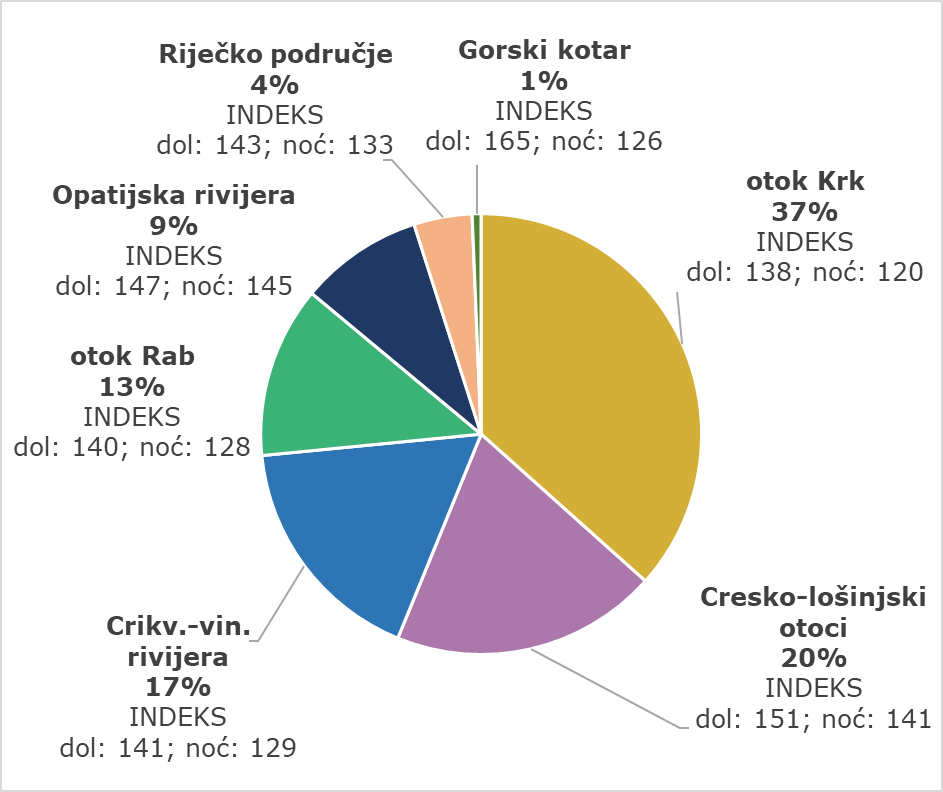 Riječko područje
4%
INDEKS
dol: 143; noć: 133
Gorski kotar
1%
INDEKS
dol: 165; noć: 126
otok Krk
37%
INDEKS
dol: 138; noć: 120
Opatijska rivijera
9%
INDEKS
dol: 147; noć: 145
otok Rab
13%
INDEKS
dol: 140; noć: 128
Cresko-lošinjski
otoci
20%
INDEKS
dol: 151; noć: 141
Crikv.-vin.
rivijera
17%
INDEKS
dol: 141; noć: 129